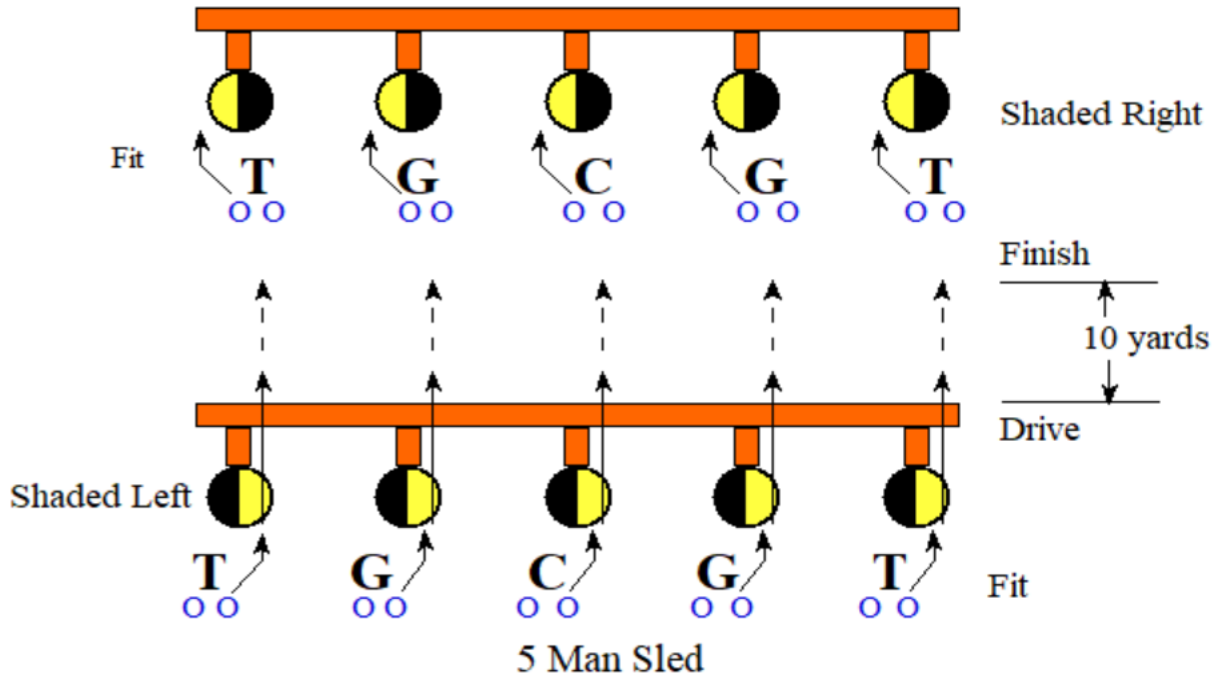 Shaded Right
Fit
T G C G T
O O O O O O O O O O
Finish
10 yards
Drive
Shaded Left
T G C G T
Fit
O O O O O O O O O O
5 Man Sled